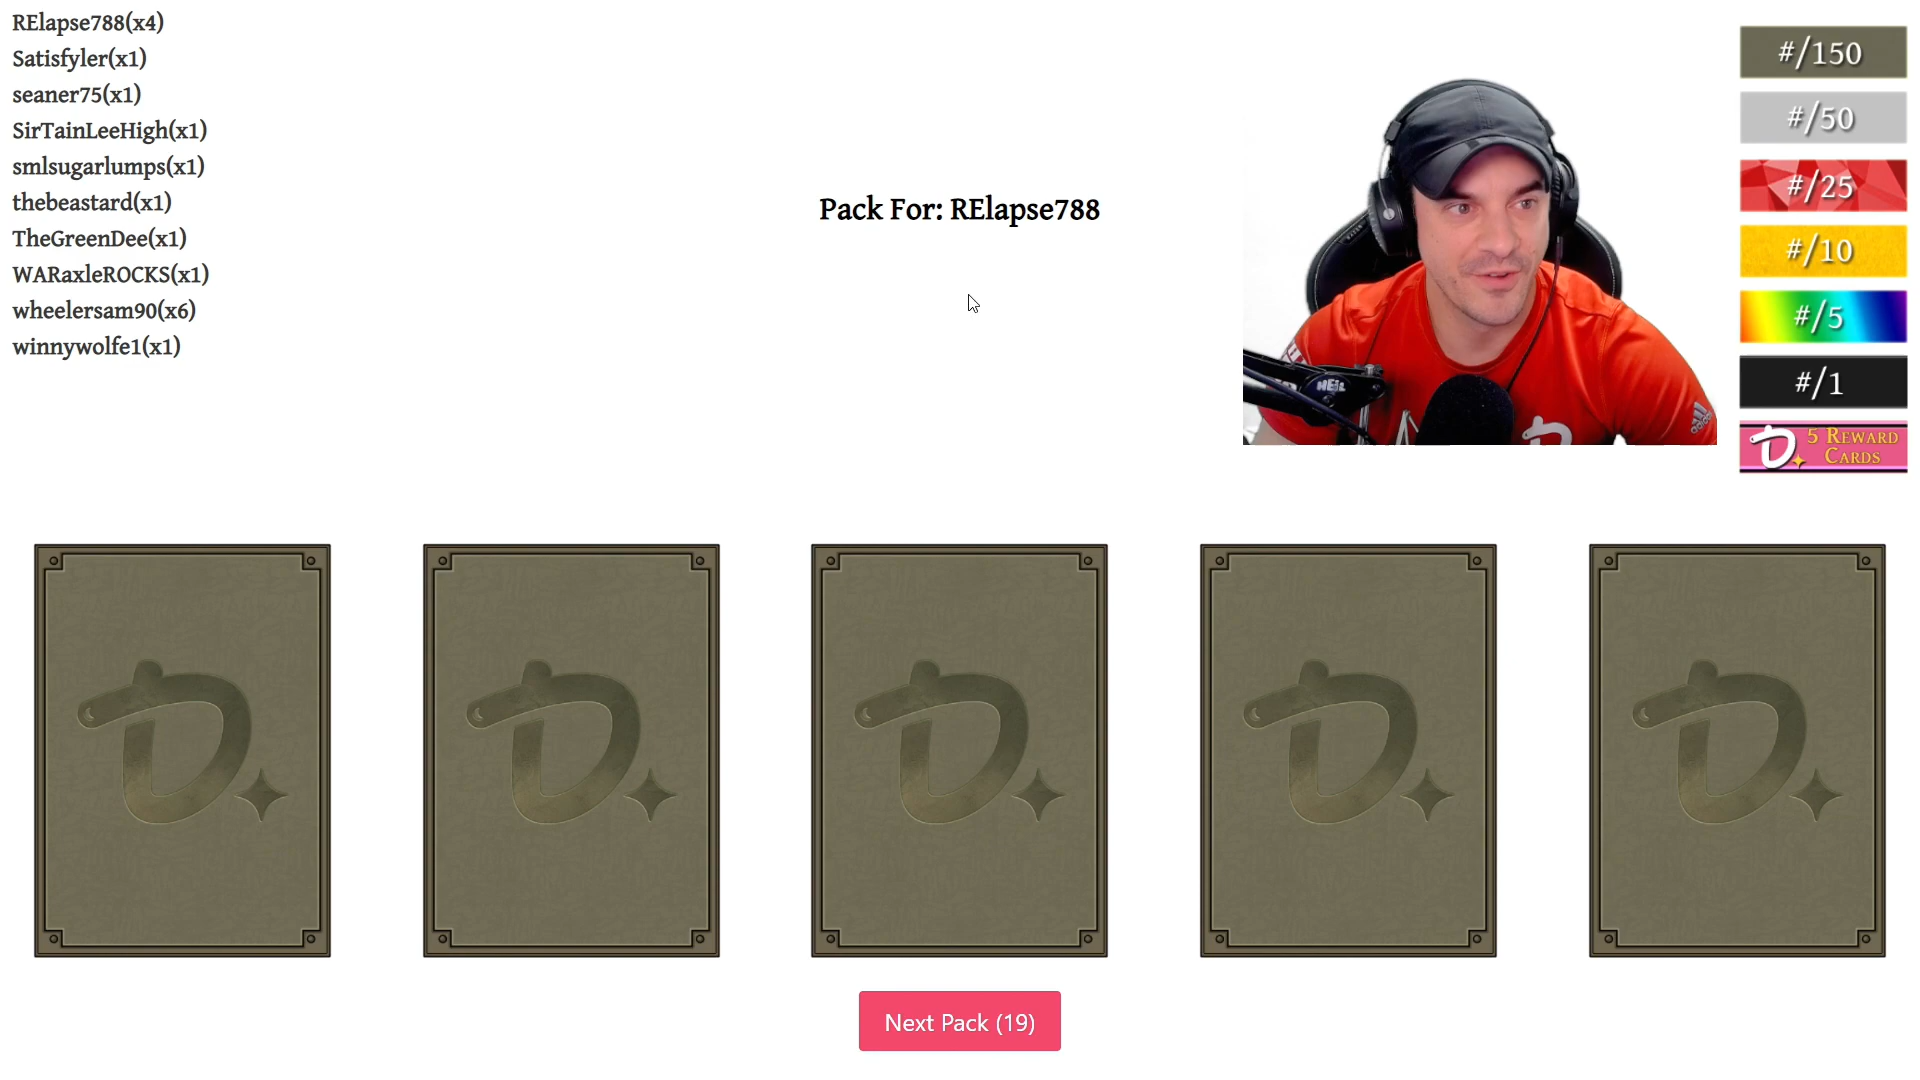 RElapse788(x4)
Satisfyler(x1)
seaner75(x1)
SirTainLeeHigh(x1)
smlsugarlumps(x1)
thebeastard(x1)
TheGreenDee(x1)
WARaxleROCKS(x1)
wheelersam90(x6)
winnywolfe1(x1)
Pack For: RElapse788
HEIL
#/150
#/50
#/25
#/10
#/5
#/1
5 REWARD
CARDS
Next Pack (19)